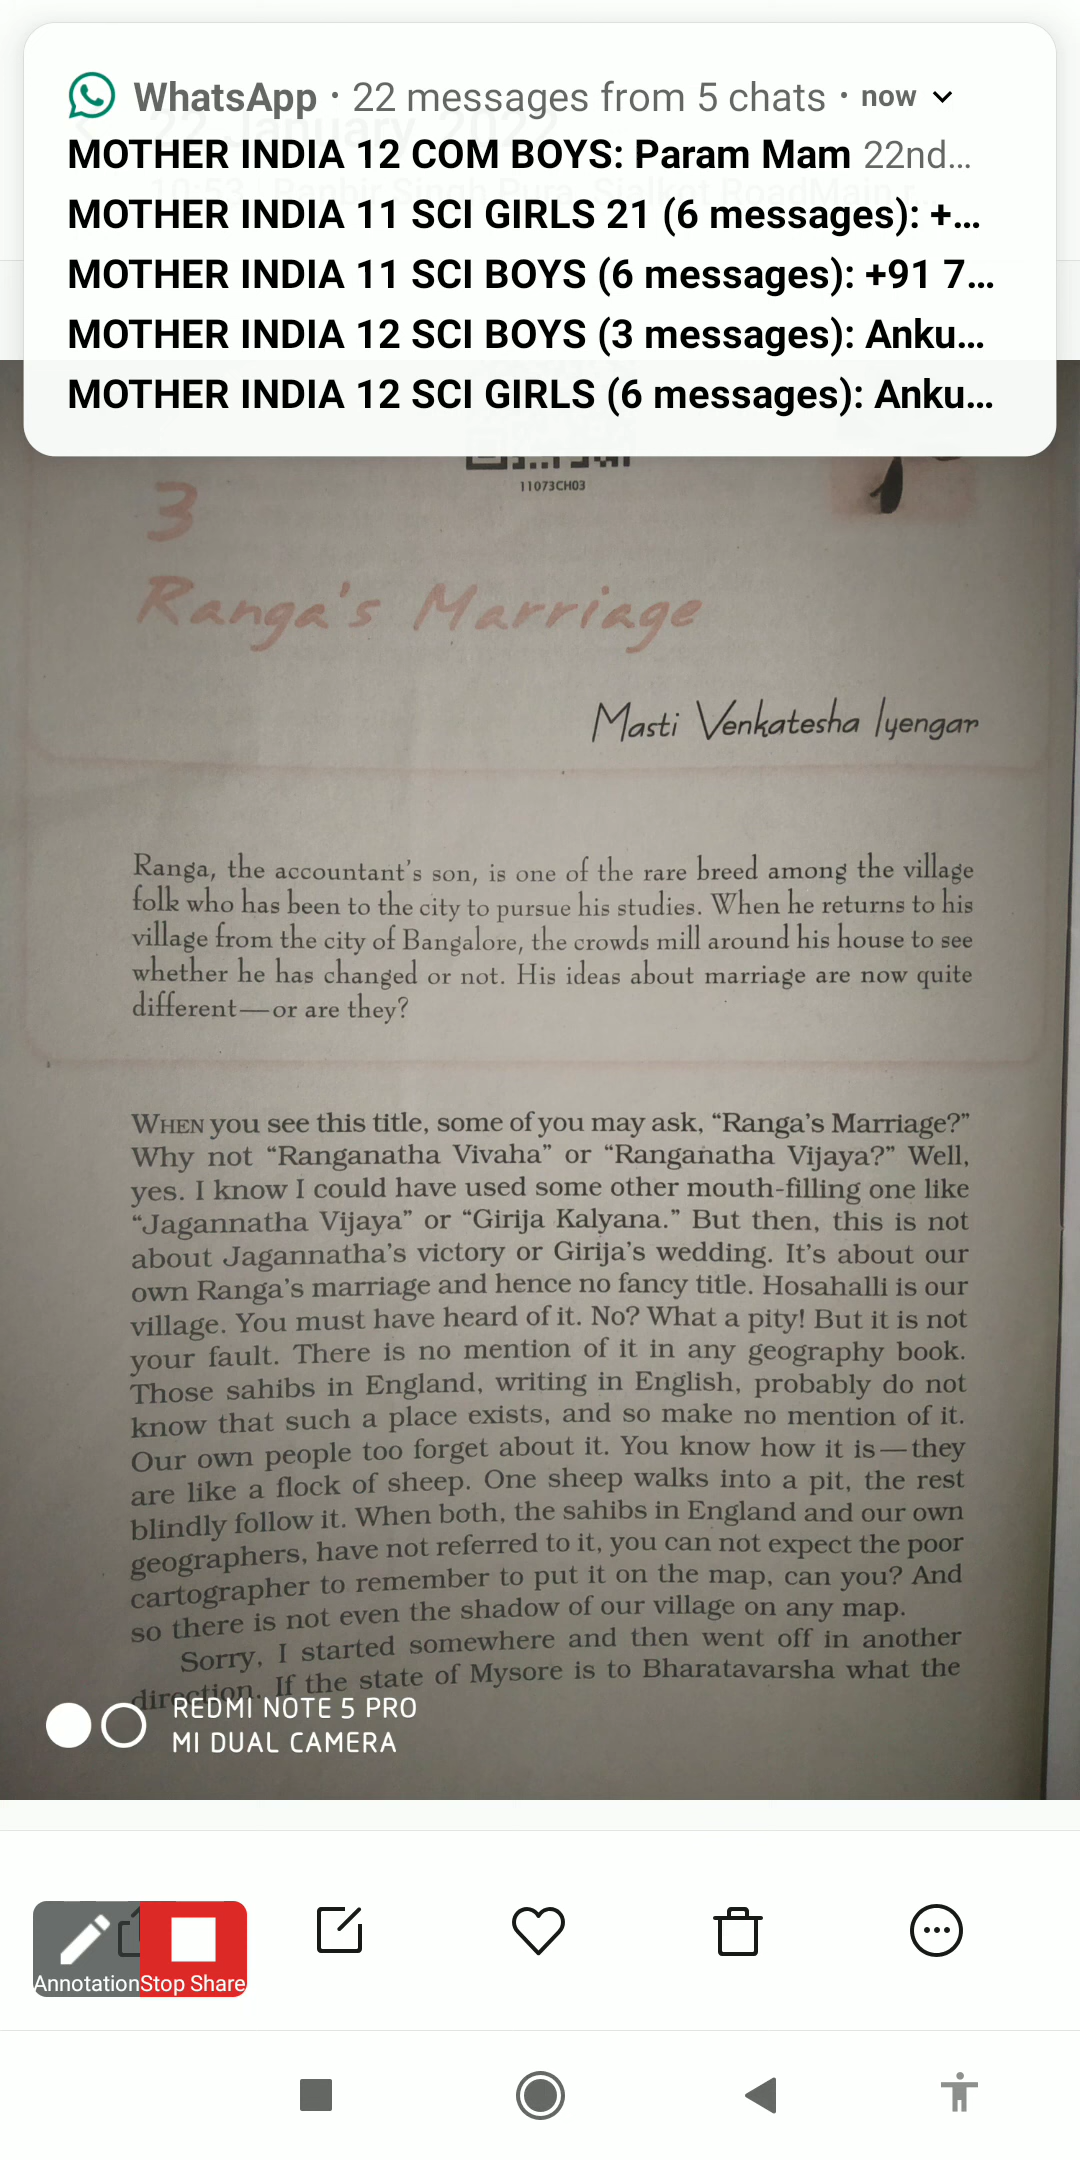 WhatsApp · 22 messages from 5 chats · now
22 January, 2022
MOTHER INDIA 12 COM BOYS: Param Mam 22nd...
10:53 | Ranbir Singh Pura, Sialkot RoadMain r...
MOTHER INDIA 11 SCI GIRLS 21 (6 messages): +...
MOTHER INDIA 11 SCI BOYS (6 messages): +91 7...
MOTHER INDIA 12 SCI BOYS (3 messages): Anku...
MOTHER INDIA 12 SCI GIRLS (6 messages): Anku...
11073CH03
3
Ranga's Marriage
Masti Venkatesha Iyengar
Ranga, the accountant's son, is one of the rare breed among the village
folk who has been to the city to pursue his studies. When he returns to his
village from the city of Bangalore, the crowds mill around his house to see
whether he has changed or not. His ideas about marriage are now quite
different—or are they?
WHEN you see this title, some of you may ask, “Ranga's Marriage?”
Why not “Ranganatha Vivaha” or “Ranganatha Vijaya?” Well,
yes. I know I could have used some other mouth-filling one like
“Jagannatha Vijaya” or “Girija Kalyana.” But then, this is not
about Jagannatha's victory or Girija's wedding. It's about our
own Ranga's marriage and hence no fancy title. Hosahalli is our
village. You must have heard of it. No? What a pity! But it is not
your fault. There is no mention of it in any geography book.
Those sahibs in England, writing in English, probably do not
know that such a place exists, and so make no mention of it.
Our own people too forget about it. You know how it is—they
are like a flock of sheep. One sheep walks into a pit, the rest
blindly follow it. When both, the sahibs in England and our own
geographers, have not referred to it, you can not expect the poor
cartographer to remember to put it on the map, can you? And
so there is not even the shadow of our village on any map.
Sorry, I started somewhere and then went off in another
direction. If the state of Mysore is to Bharatavarsha what the
REDMI NOTE 5 PRO
MI DUAL CAMERA
Annotation Stop Share